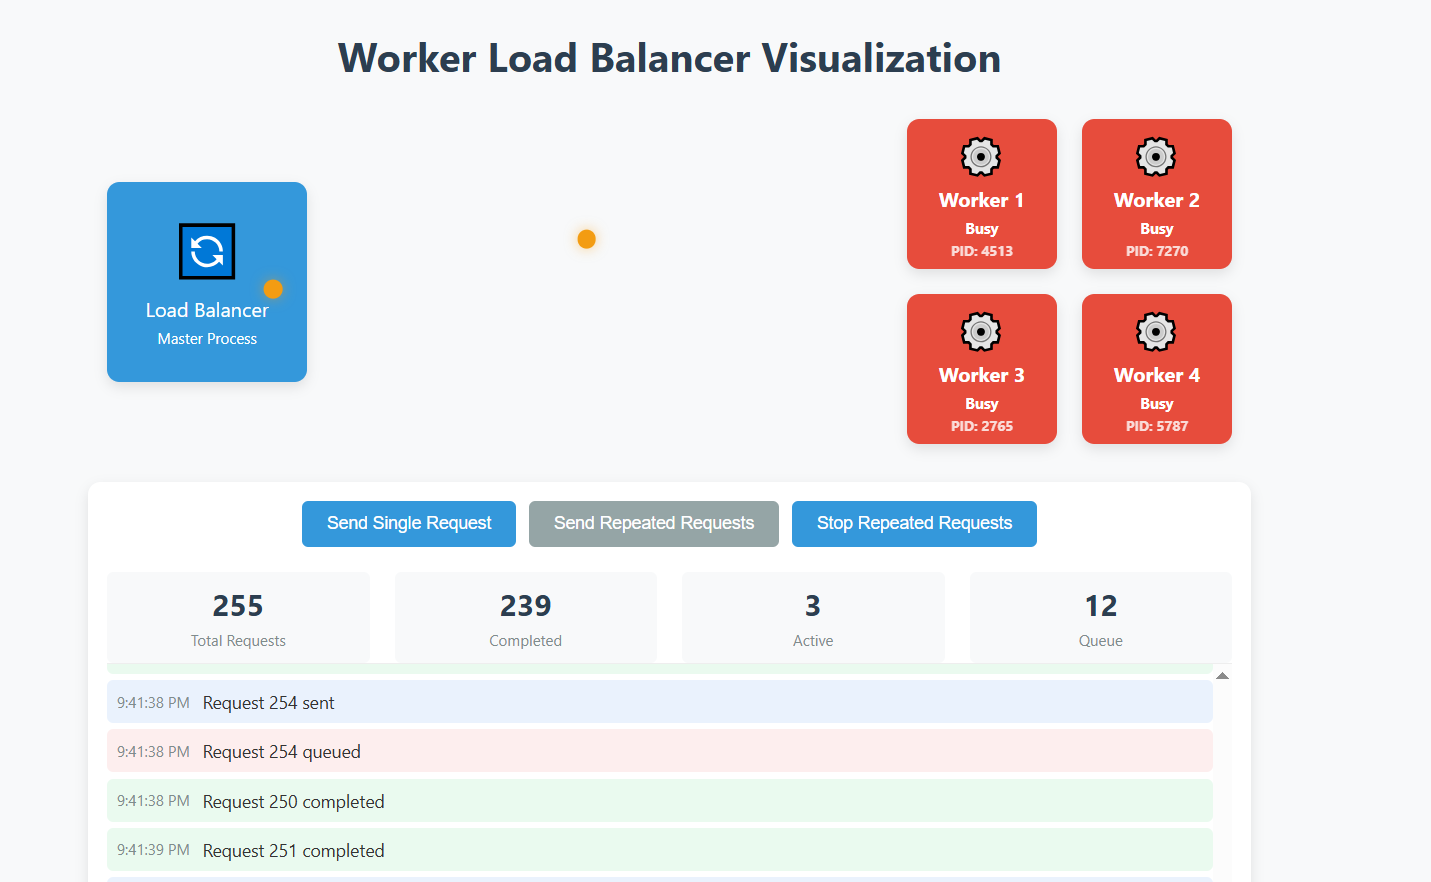 Worker Load Balancer Visualization
Load Balancer
Master Process
Worker 1
Busy
PID: 4513
Worker 2
Busy
PID: 7270
Worker 3
Busy
PID: 2765
Worker 4
Busy
PID: 5787
Send Single Request
Send Repeated Requests
Stop Repeated Requests
255
Total Requests
239
Completed
3
Active
12
Queue
9:41:38 PM Request 254 sent
9:41:38 PM Request 254 queued
9:41:38 PM Request 250 completed
9:41:39 PM Request 251 completed